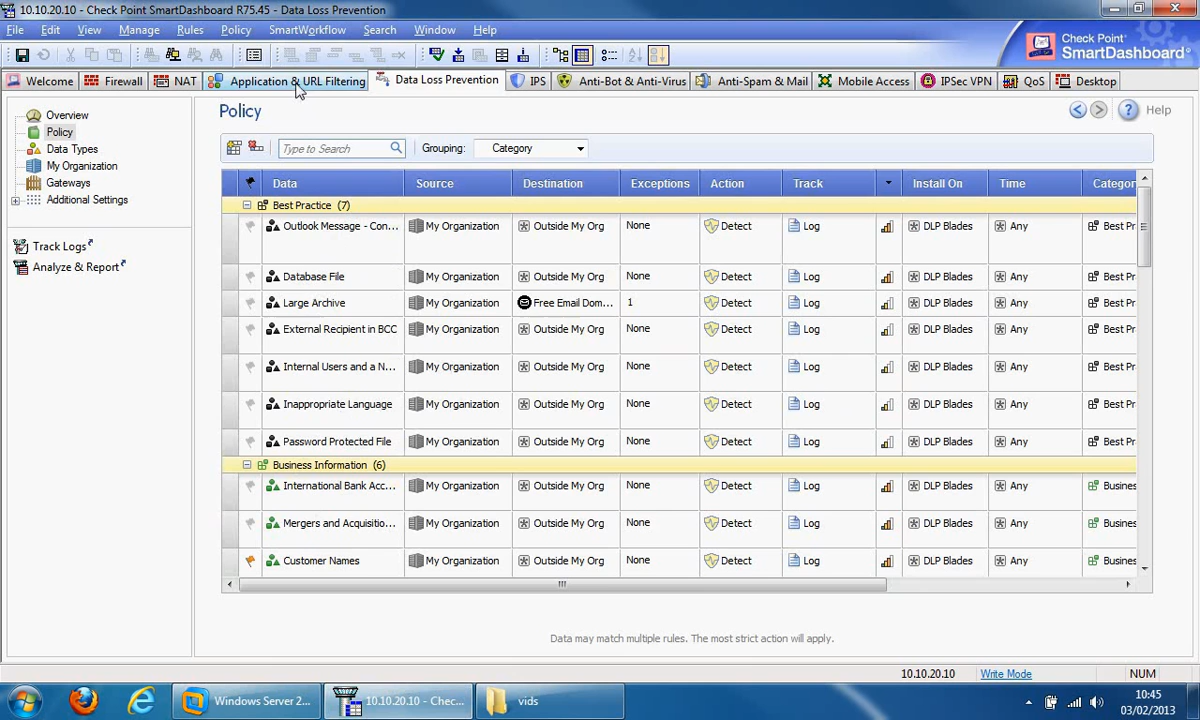 10.10.20.10 - Check Point SmartDashboard R75.45 - Data Loss Prevention
File Edit View Manage Rules Policy SmartWorkflow Search Window Help
Check Point
SmartDashboard
Welcome Firewall NAT Application & URL Filtering Data Loss Prevention IPS Anti-Bot & Anti-Virus Anti-Spam & Mail Mobile Access IPSec VPN QoS Desktop
Overview
Policy
Data Types
My Organization
Gateways
Additional Settings
Track Logs
Analyze & Report
Policy
Help
Type to Search Grouping: Category
Data Source Destination Exceptions Action Track Install On Time Categor
Best Practice (7)
Outlook Message - Con... My Organization Outside My Org None Detect Log DLP Blades Any Best Pr
Database File My Organization Outside My Org None Detect Log DLP Blades Any Best Pr
Large Archive My Organization Free Email Dom... 1 Detect Log DLP Blades Any Best Pr
External Recipient in BCC My Organization Outside My Org None Detect Log DLP Blades Any Best Pr
Internal Users and a N... My Organization Outside My Org None Detect Log DLP Blades Any Best Pr
Inappropriate Language My Organization Outside My Org None Detect Log DLP Blades Any Best Pr
Password Protected File My Organization Outside My Org None Detect Log DLP Blades Any Best Pr
Business Information (6)
International Bank Acc... My Organization Outside My Org None Detect Log DLP Blades Any Busines
Mergers and Acquisitio... My Organization Outside My Org None Detect Log DLP Blades Any Busines
Customer Names My Organization Outside My Org None Detect Log DLP Blades Any Busines
Data may match multiple rules. The most strict action will apply.
10.10.20.10 Write Mode NUM
Windows Server 2... 10.10.20.10 - Chec... vids
10:45
03/02/2013